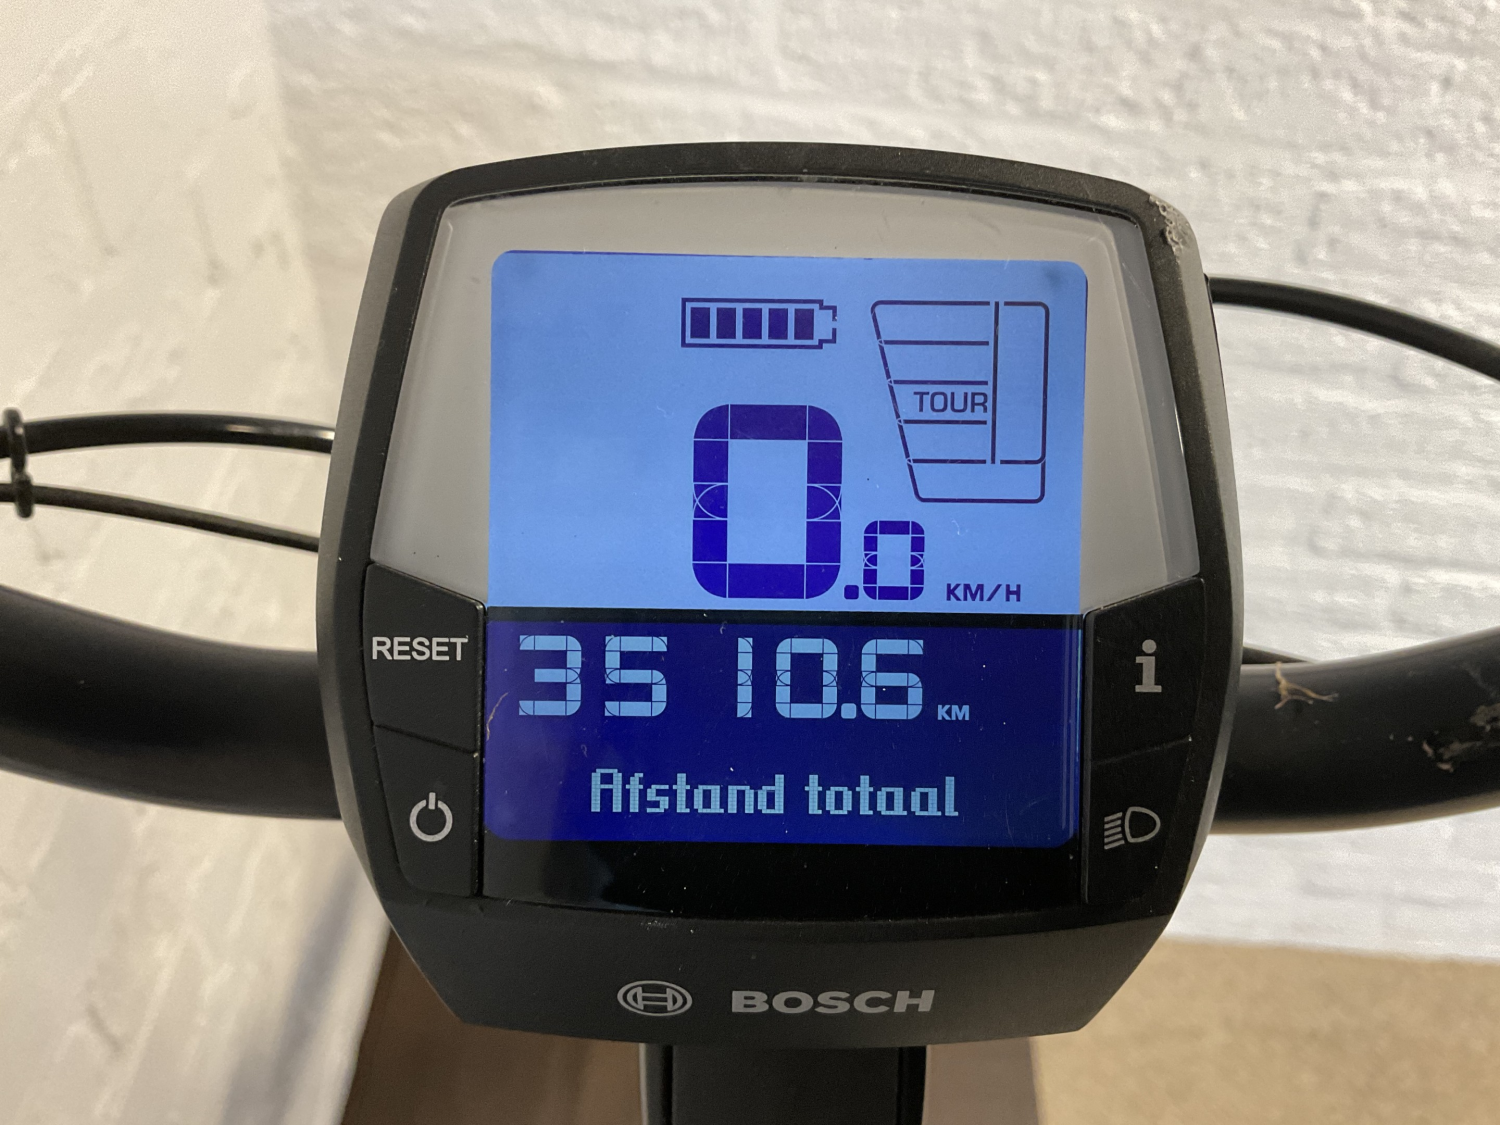 TOUR
0.0 KM/H
RESET
3510.6 KM
i
Afstand totaal
BOSCH